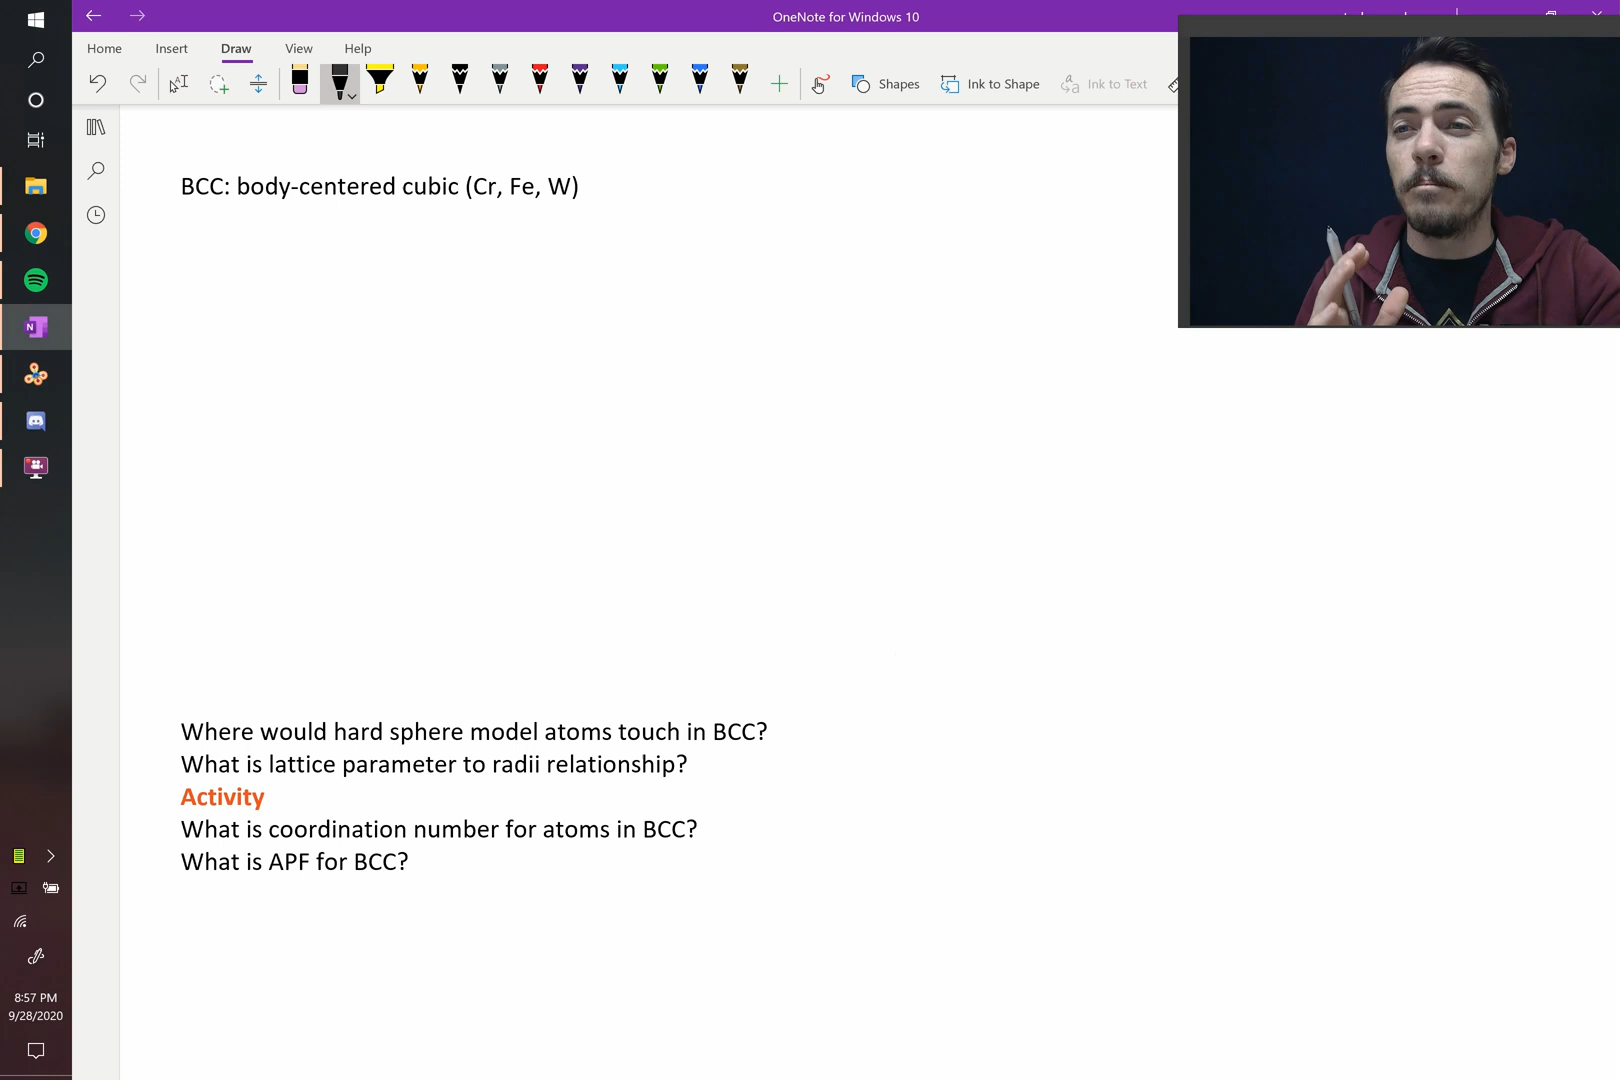 OneNote for Windows 10
Home Insert Draw View Help
Shapes Ink to Shape Ink to Text
BCC: body-centered cubic (Cr, Fe, W)
Where would hard sphere model atoms touch in BCC?
What is lattice parameter to radii relationship?
Activity
What is coordination number for atoms in BCC?
What is APF for BCC?
8:57 PM
9/28/2020